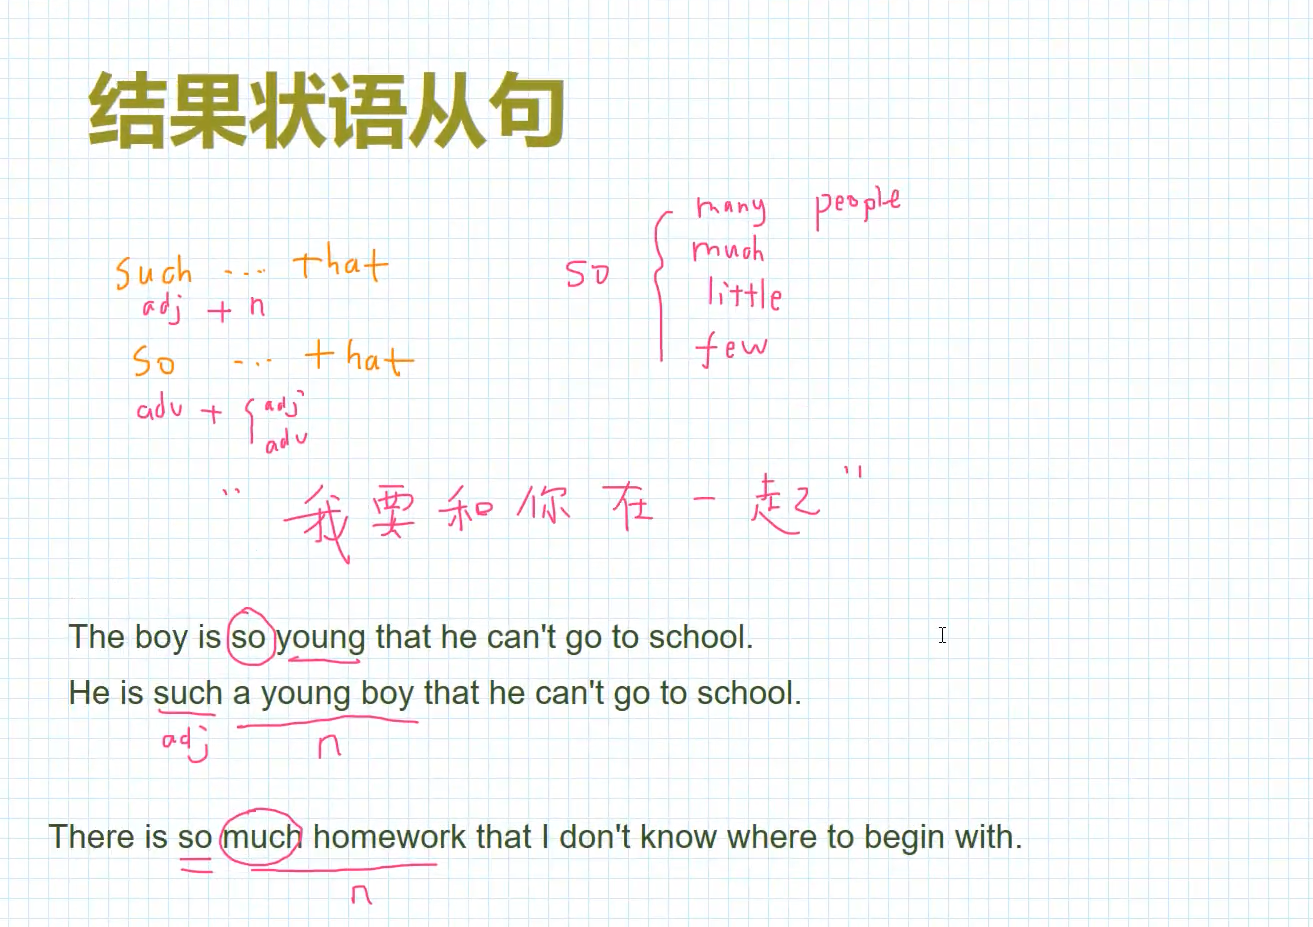 结果状语从句
such ... that
adj + n
so ... that
adv + { adj
adv
so { many people
much
little
few
"我要和你在一起"
The boy is so young that he can't go to school.
He is such a young boy that he can't go to school.
adj n
There is so much homework that I don't know where to begin with.
n